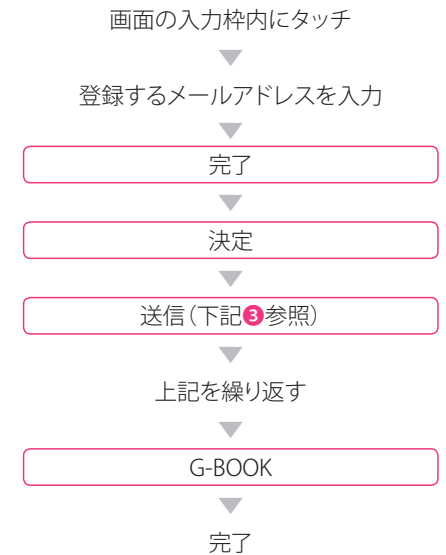 画面の入力枠内にタッチ
登録するメールアドレスを入力
完了
決定
送信（下記❸参照）
上記を繰り返す
G-BOOK
完了